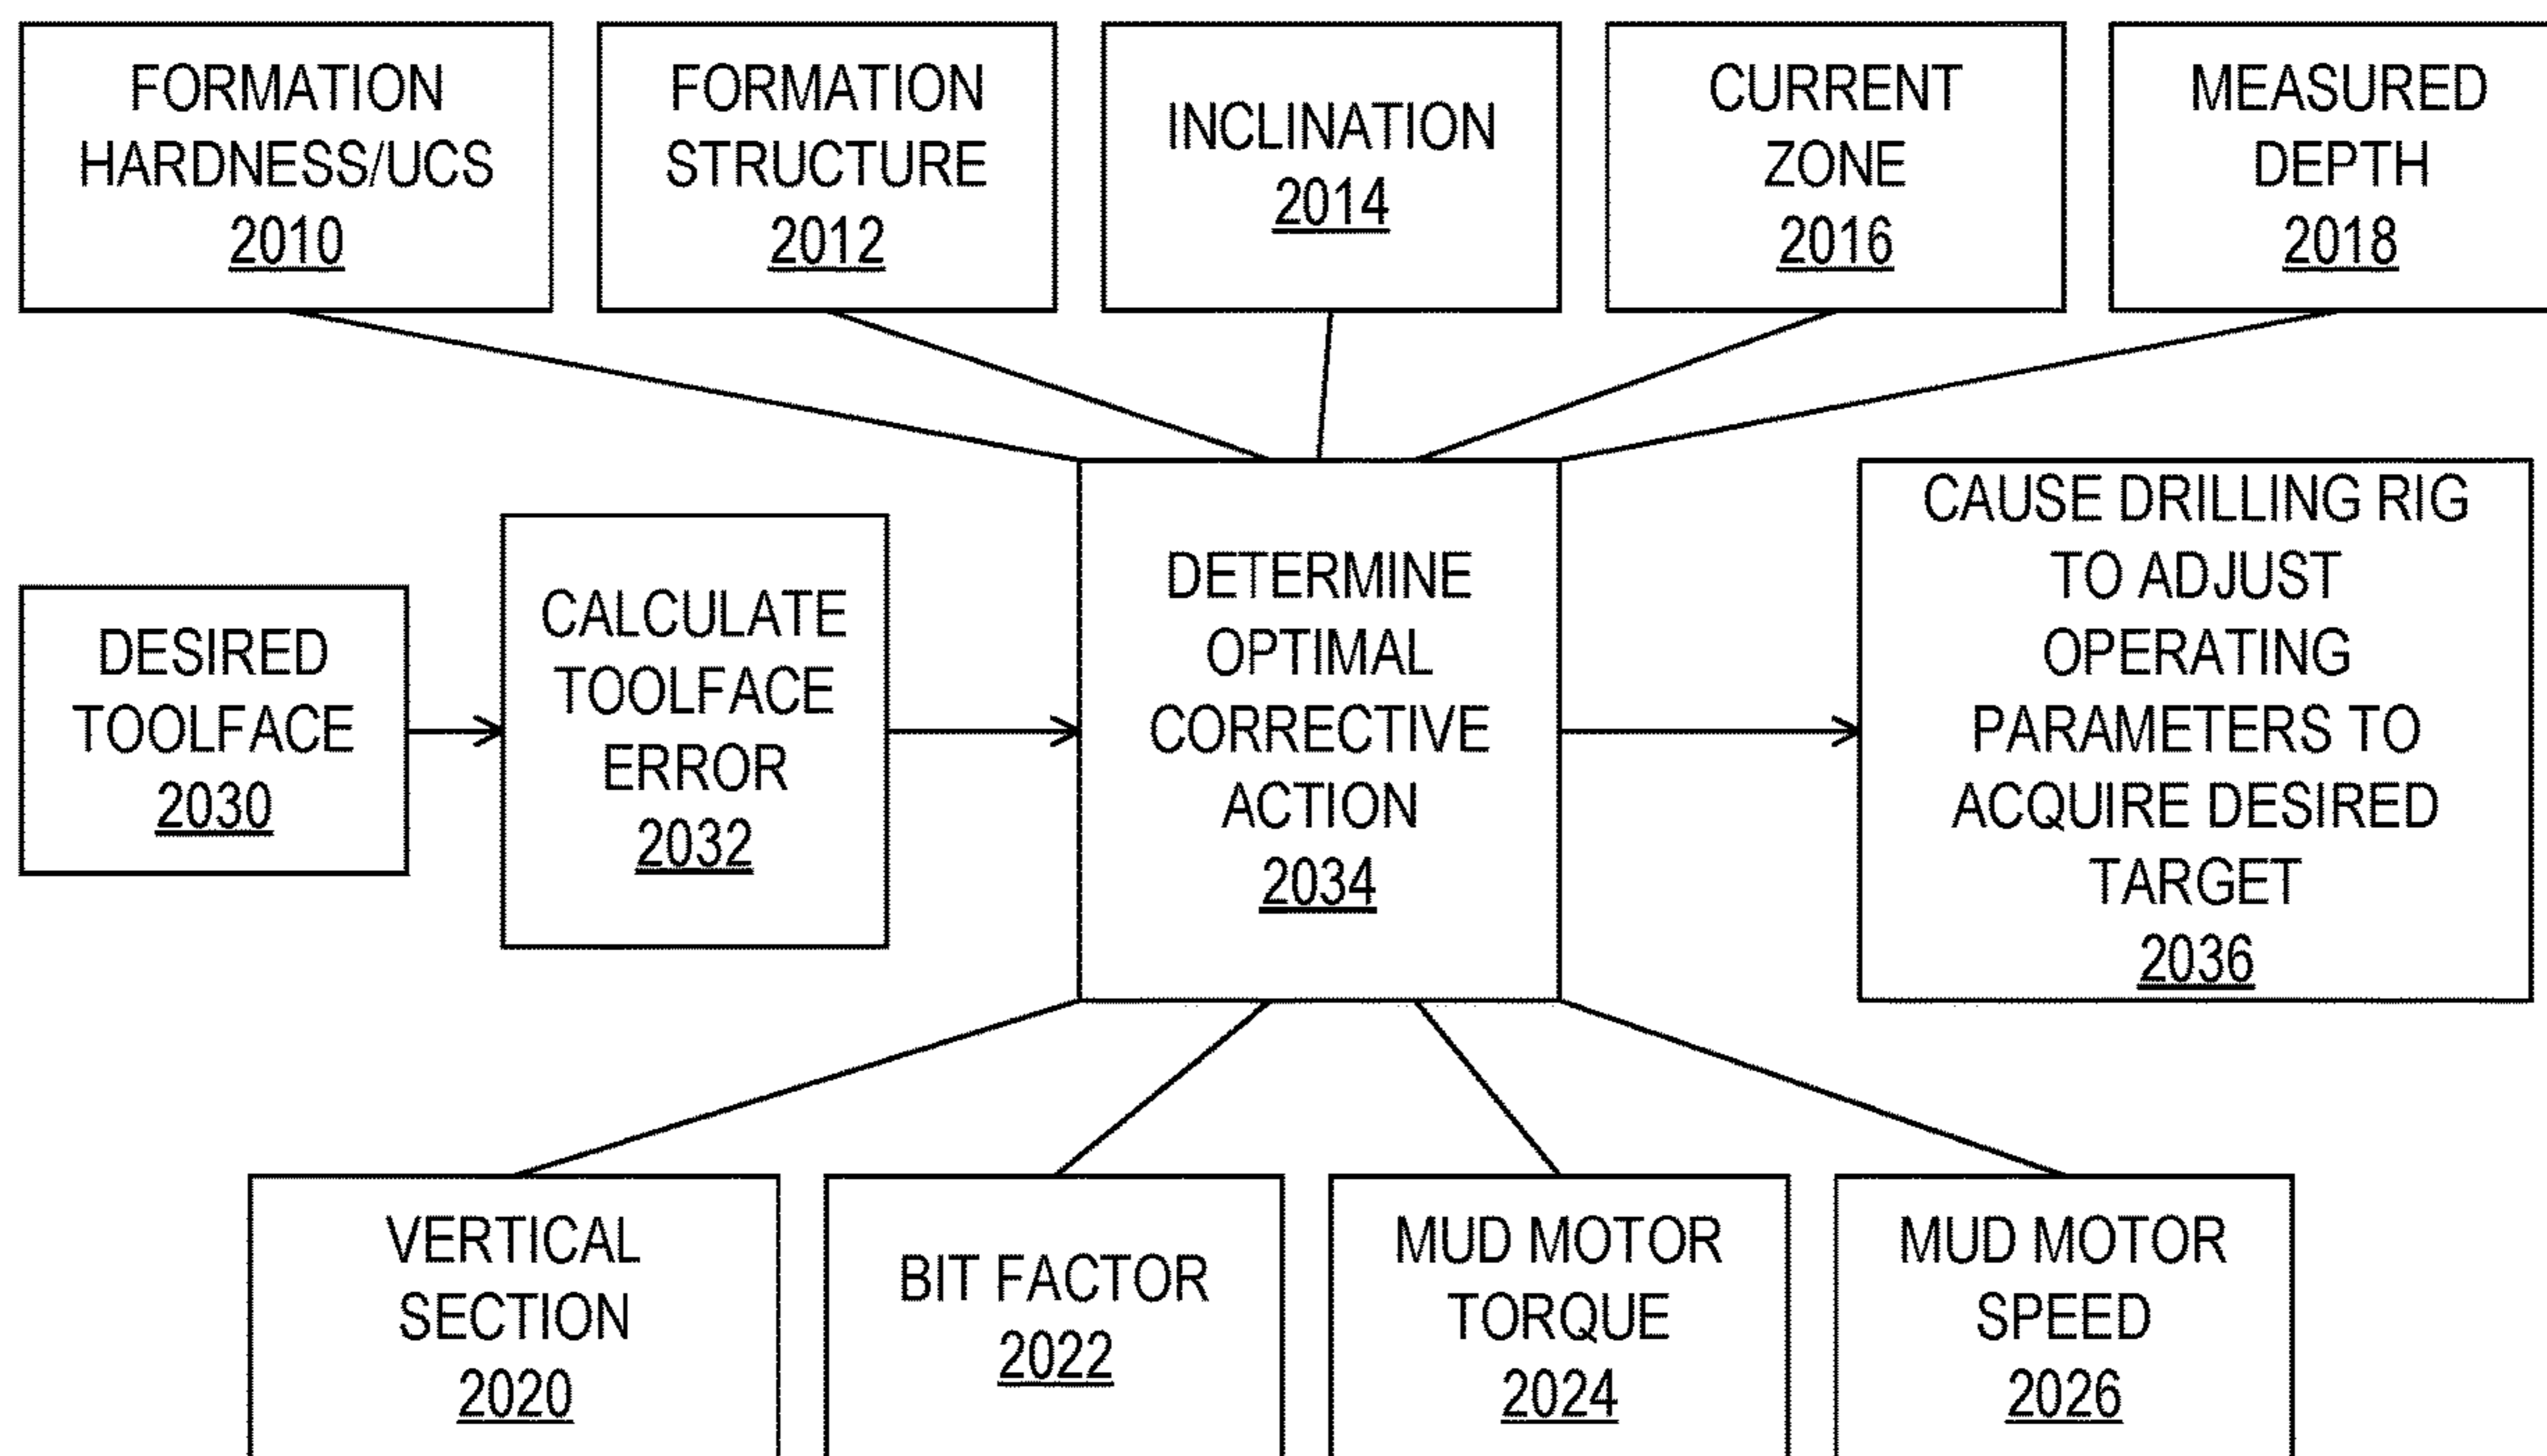 FORMATION
HARDNESS/UCS
2010
FORMATION
STRUCTURE
2012
INCLINATION
2014
CURRENT
ZONE
2016
MEASURED
DEPTH
2018
DESIRED
TOOLFACE
2030
CALCULATE
TOOLFACE
ERROR
2032
DETERMINE
OPTIMAL
CORRECTIVE
ACTION
2034
CAUSE DRILLING RIG
TO ADJUST
OPERATING
PARAMETERS TO
ACQUIRE DESIRED
TARGET
2036
VERTICAL
SECTION
2020
BIT FACTOR
2022
MUD MOTOR
TORQUE
2024
MUD MOTOR
SPEED
2026